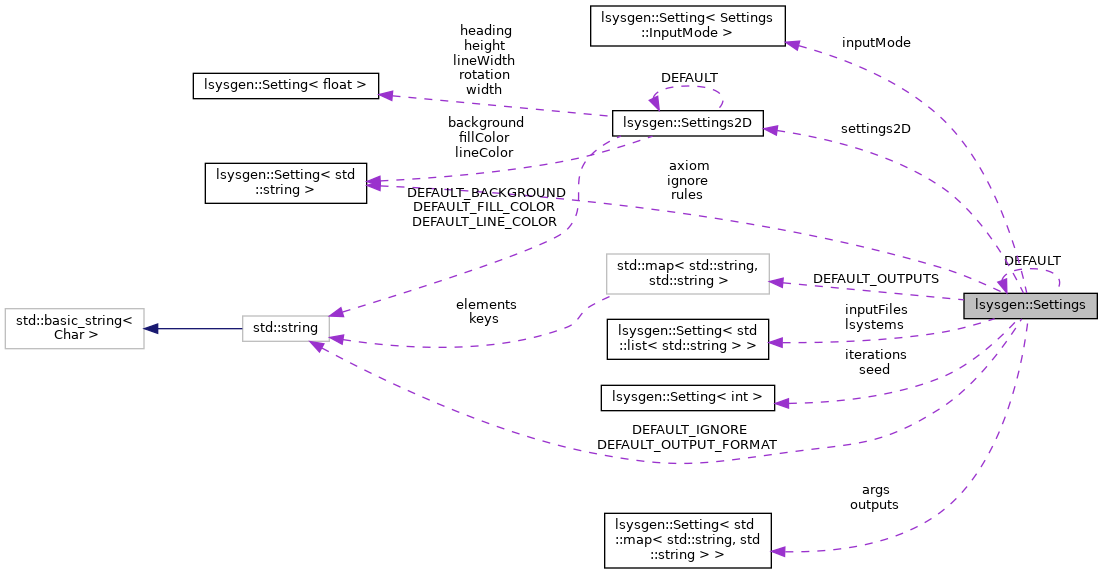 lsysgen::Setting< Settings
::InputMode >
inputMode
heading
height
lineWidth
rotation
width
lsysgen::Setting< float >
DEFAULT
lsysgen::Settings2D
settings2D
background
fillColor
lineColor
lsysgen::Setting< std
::string >
axiom
ignore
rules
DEFAULT_BACKGROUND
DEFAULT_FILL_COLOR
DEFAULT_LINE_COLOR
std::map< std::string,
std::string >
DEFAULT_OUTPUTS
DEFAULT
lsysgen::Settings
std::basic_string<
Char >
std::string
elements
keys
lsysgen::Setting< std
::list< std::string > >
inputFiles
lsystems
iterations
seed
lsysgen::Setting< int >
DEFAULT_IGNORE
DEFAULT_OUTPUT_FORMAT
args
outputs
lsysgen::Setting< std
::map< std::string, std
::string > >